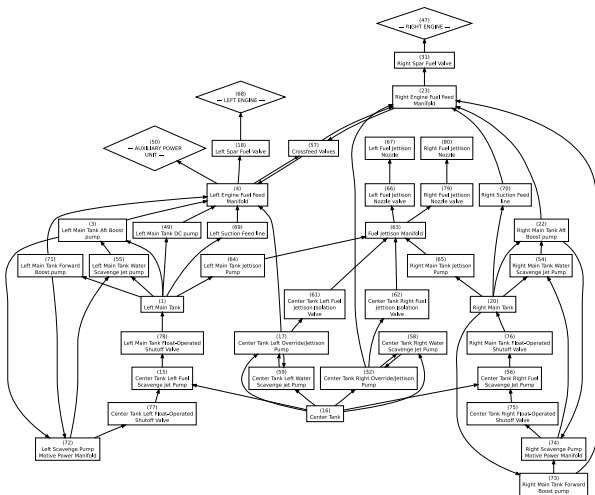 (47)
— RIGHT ENGINE —
(31)
Right Spar Fuel Valve
(23)
Right Engine Fuel Feed
Manifold
(68)
— LEFT ENGINE —
(50)
— AUXILIARY POWER
UNIT —
(18)
Left Spar Fuel Valve
(57)
Crossfeed Valves
(67)
Left Fuel Jettison
Nozzle
(80)
Right Fuel Jettison
Nozzle
(4)
Left Engine Fuel Feed
Manifold
(66)
Left Fuel Jettison
Nozzle valve
(79)
Right Fuel Jettison
Nozzle valve
(70)
Right Suction Feed
line
(3)
Left Main Tank Aft Boost
pump
(49)
Left Main Tank DC pump
(69)
Left Suction Feed line
(63)
Fuel Jettison Manifold
(22)
Right Main Tank Aft
Boost pump
(71)
Left Main Tank Forward
Boost pump
(55)
Left Main Tank Water
Scavenge Jet pump
(64)
Left Main Tank Jettison
Pump
(65)
Right Main Tank Jettison
Pump
(54)
Right Main Tank Water
Scavenge Jet Pump
(1)
Left Main Tank
(61)
Center Tank Left Fuel
Jettison Isolation
Valve
(62)
Center Tank Right Fuel
Jettison Isolation
Valve
(20)
Right Main Tank
(78)
Left Main Tank Float-Operated
Shutoff Valve
(17)
Center Tank Left Override/Jettison
Pump
(58)
Center Tank Right Water
Scavenge Jet Pump
(76)
Right Main Tank Float-Operated
Shutoff Valve
(15)
Center Tank Left Fuel
Scavenge Jet Pump
(59)
Center Tank Left Water
Scavenge Jet Pump
(32)
Center Tank Right Override/Jettison
Pump
(56)
Center Tank Right Fuel
Scavenge Jet Pump
(77)
Center Tank Left Float-Operated
Shutoff Valve
(16)
Center Tank
(75)
Center Tank Right Float-Operated
Shutoff Valve
(72)
Left Scavenge Pump
Motive Power Manifold
(74)
Right Scavenge Pump
Motive Power Manifold
(73)
Right Main Tank Forward
Boost pump